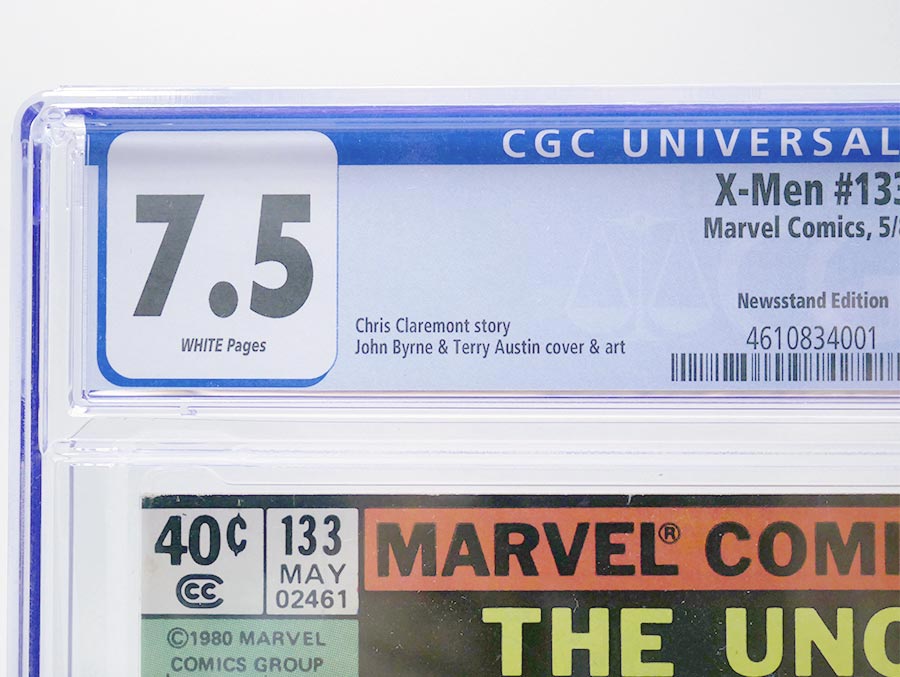 CGC UNIVERSAL
7.5
WHITE Pages
X-Men #133
Marvel Comics, 5/8
Chris Claremont story
John Byrne & Terry Austin cover & art
Newsstand Edition
4610834001
40¢
CC
133
MAY
02461
MARVEL® COMI
THE UNC
©1980 MARVEL
COMICS GROUP